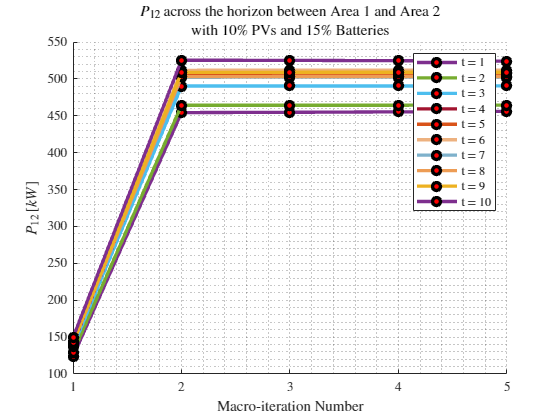 P12 across the horizon between Area 1 and Area 2
with 10% PVs and 15% Batteries
P12 [kW]
550
500
450
400
350
300
250
200
150
100
t = 1
t = 2
t = 3
t = 4
t = 5
t = 6
t = 7
t = 8
t = 9
t = 10
1 2 3 4 5
Macro-iteration Number